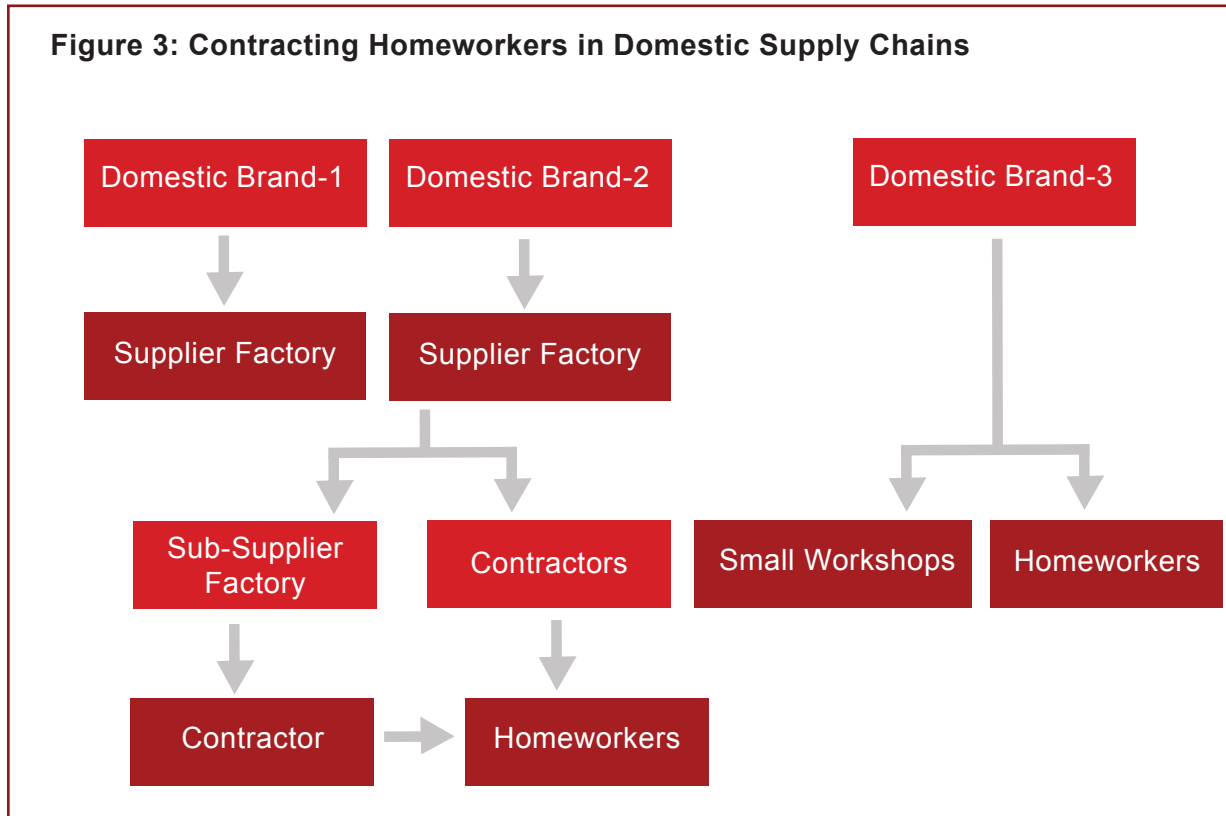 Figure 3: Contracting Homeworkers in Domestic Supply Chains
Domestic Brand-1
Domestic Brand-2
Domestic Brand-3
Supplier Factory
Supplier Factory
Sub-Supplier
Factory
Contractors
Small Workshops
Homeworkers
Contractor
Homeworkers